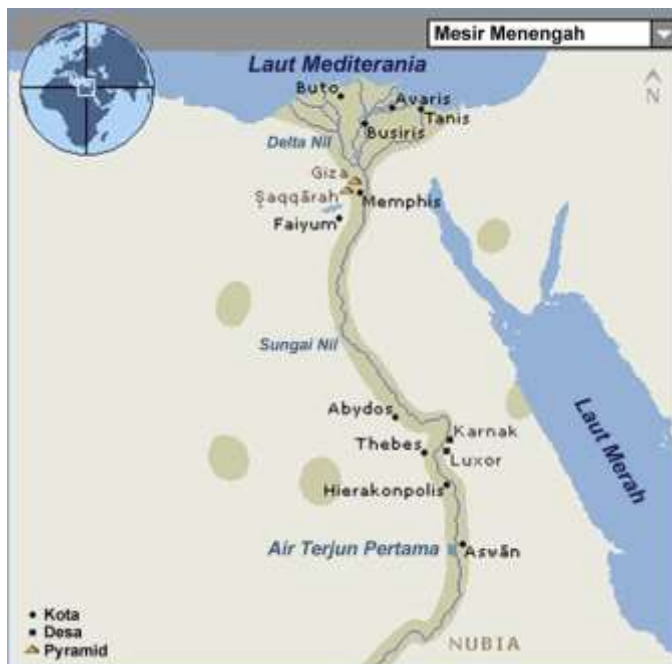 Mesir Menengah
Laut Mediterania
N
Buto
Avaris
Tanis
Busiris
Delta Nil
Giza
Ṣaqqārah
Memphis
Faiyum
Sungai Nil
Abydos
Karnak
Thebes
Luxor
Laut Merah
Hierakonpolis
Air Terjun Pertama
Asvān
Kota
Desa
Pyramid
NUBIA